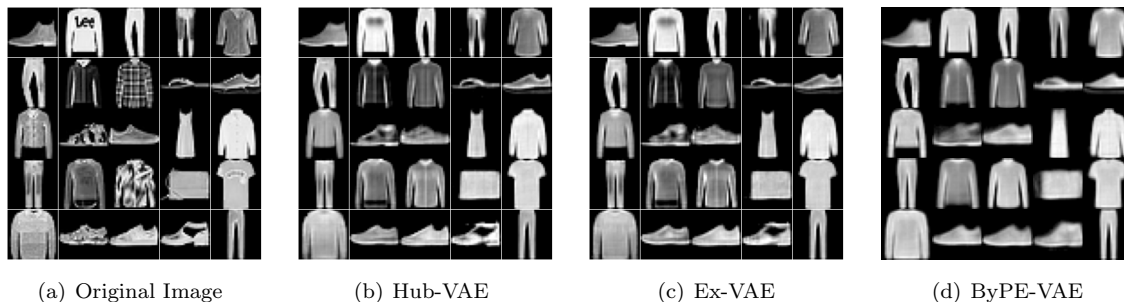 Lee
(a) Original Image
(b) Hub-VAE
(c) Ex-VAE
(d) ByPE-VAE